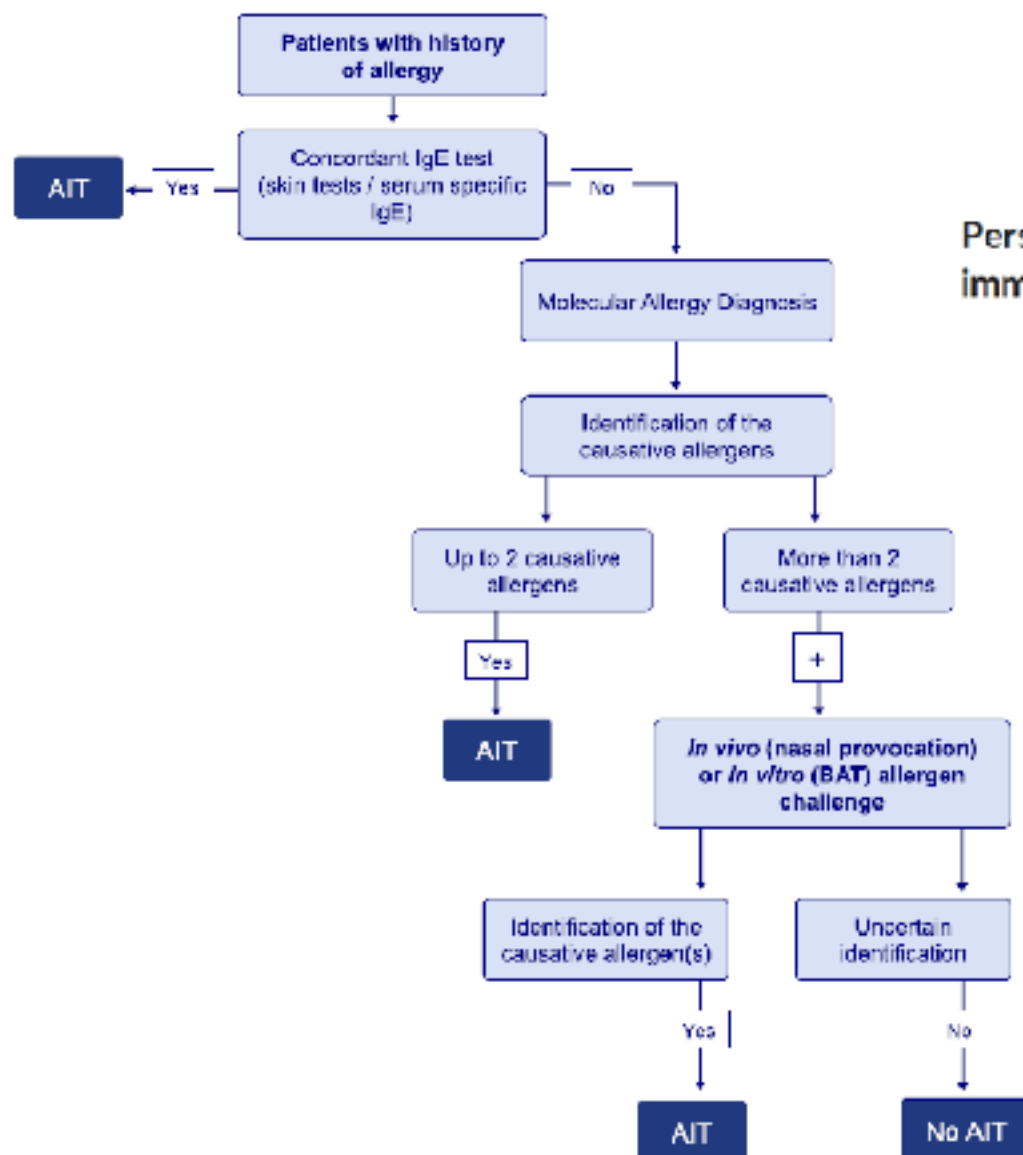 Patients with history
of allergy
Concordant IgE test
(skin tests / serum specific
IgE)
AIT
Yes
No
Molecular Allergy Diagnosis
Identification of the
causative allergens
Up to 2 causative
allergens
More than 2
causative allergens
Yes
+
AIT
In vivo (nasal provocation)
or In vitro (BAT) allergen
challenge
Identification of the
causative allergen(s)
Uncertain
identification
Yes
No
AIT
No AIT
Pers
imm